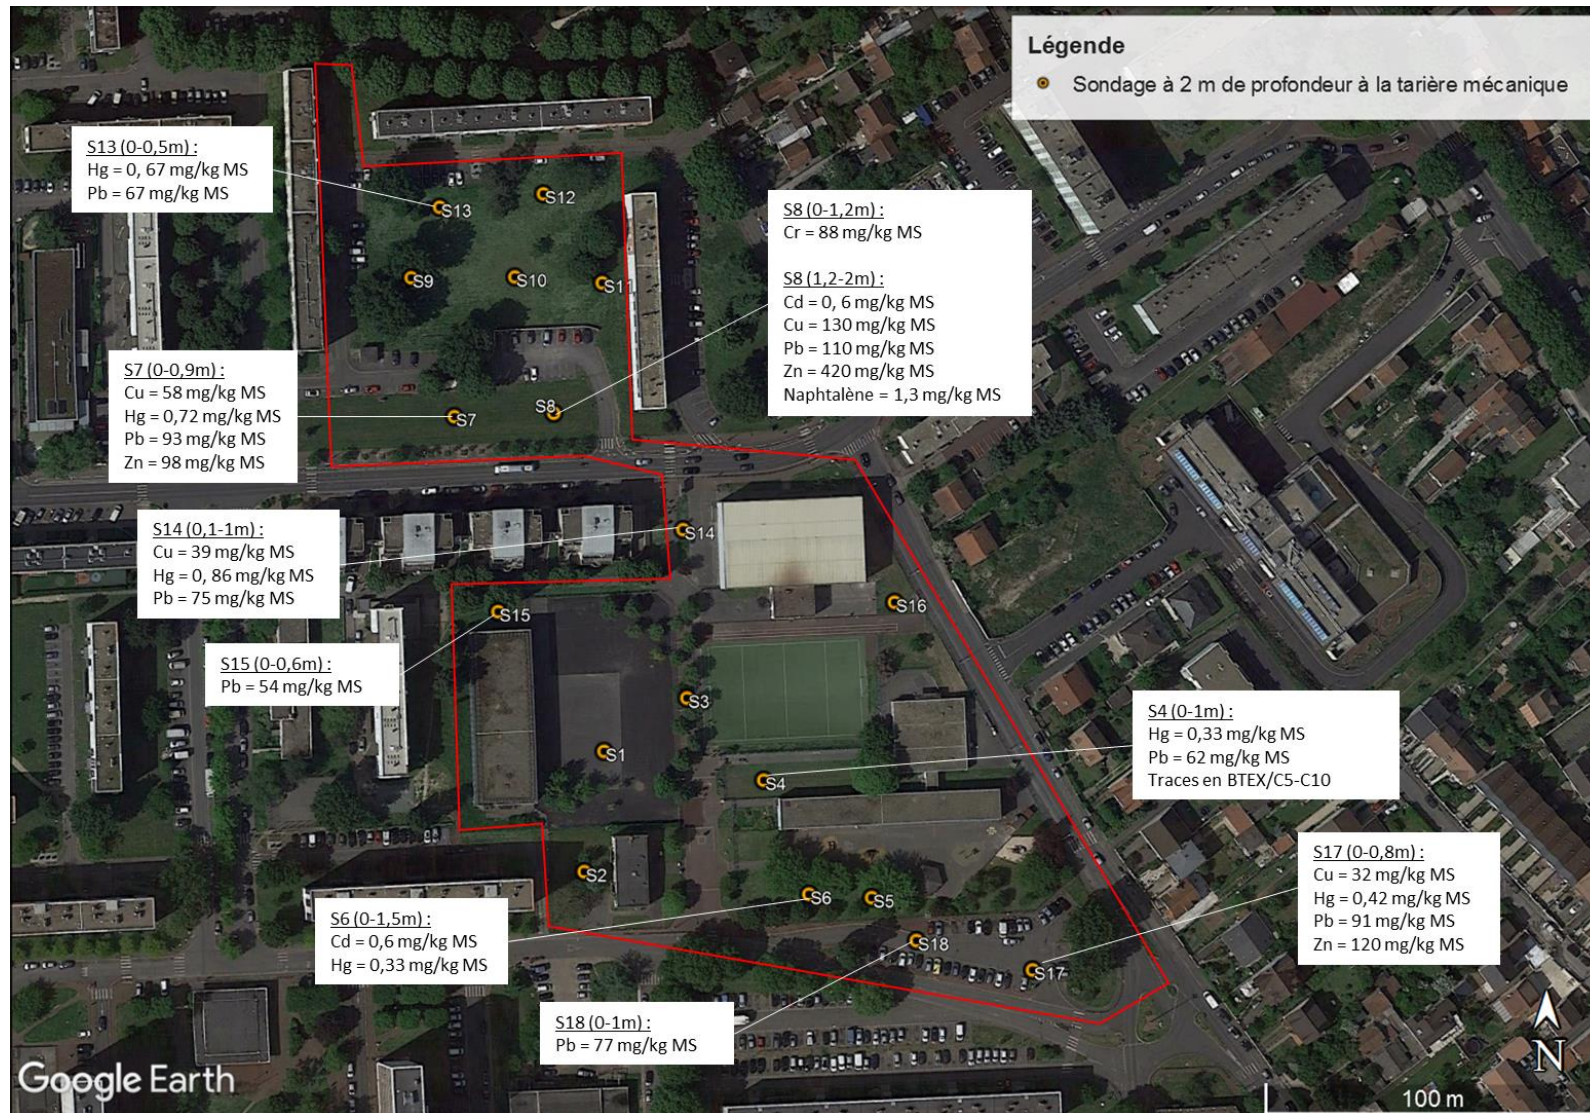 Légende
Sondage à 2 m de profondeur à la tarière mécanique
S13 (0-0,5m) :
Hg = 0, 67 mg/kg MS
Pb = 67 mg/kg MS
S8 (0-1,2m) :
Cr = 88 mg/kg MS
S8 (1,2-2m) :
Cd = 0, 6 mg/kg MS
Cu = 130 mg/kg MS
Pb = 110 mg/kg MS
Zn = 420 mg/kg MS
Naphtalène = 1,3 mg/kg MS
S12
S13
S9
S10
S11
S7 (0-0,9m) :
Cu = 58 mg/kg MS
Hg = 0,72 mg/kg MS
Pb = 93 mg/kg MS
Zn = 98 mg/kg MS
S7
S8
S14 (0,1-1m) :
Cu = 39 mg/kg MS
Hg = 0, 86 mg/kg MS
Pb = 75 mg/kg MS
S14
S15
S16
S15 (0-0,6m) :
Pb = 54 mg/kg MS
S3
S1
S4
S4 (0-1m) :
Hg = 0,33 mg/kg MS
Pb = 62 mg/kg MS
Traces en BTEX/C5-C10
S2
S6
S5
S17 (0-0,8m) :
Cu = 32 mg/kg MS
Hg = 0,42 mg/kg MS
Pb = 91 mg/kg MS
Zn = 120 mg/kg MS
S6 (0-1,5m) :
Cd = 0,6 mg/kg MS
Hg = 0,33 mg/kg MS
S18
S17
S18 (0-1m) :
Pb = 77 mg/kg MS
N
Google Earth
100 m